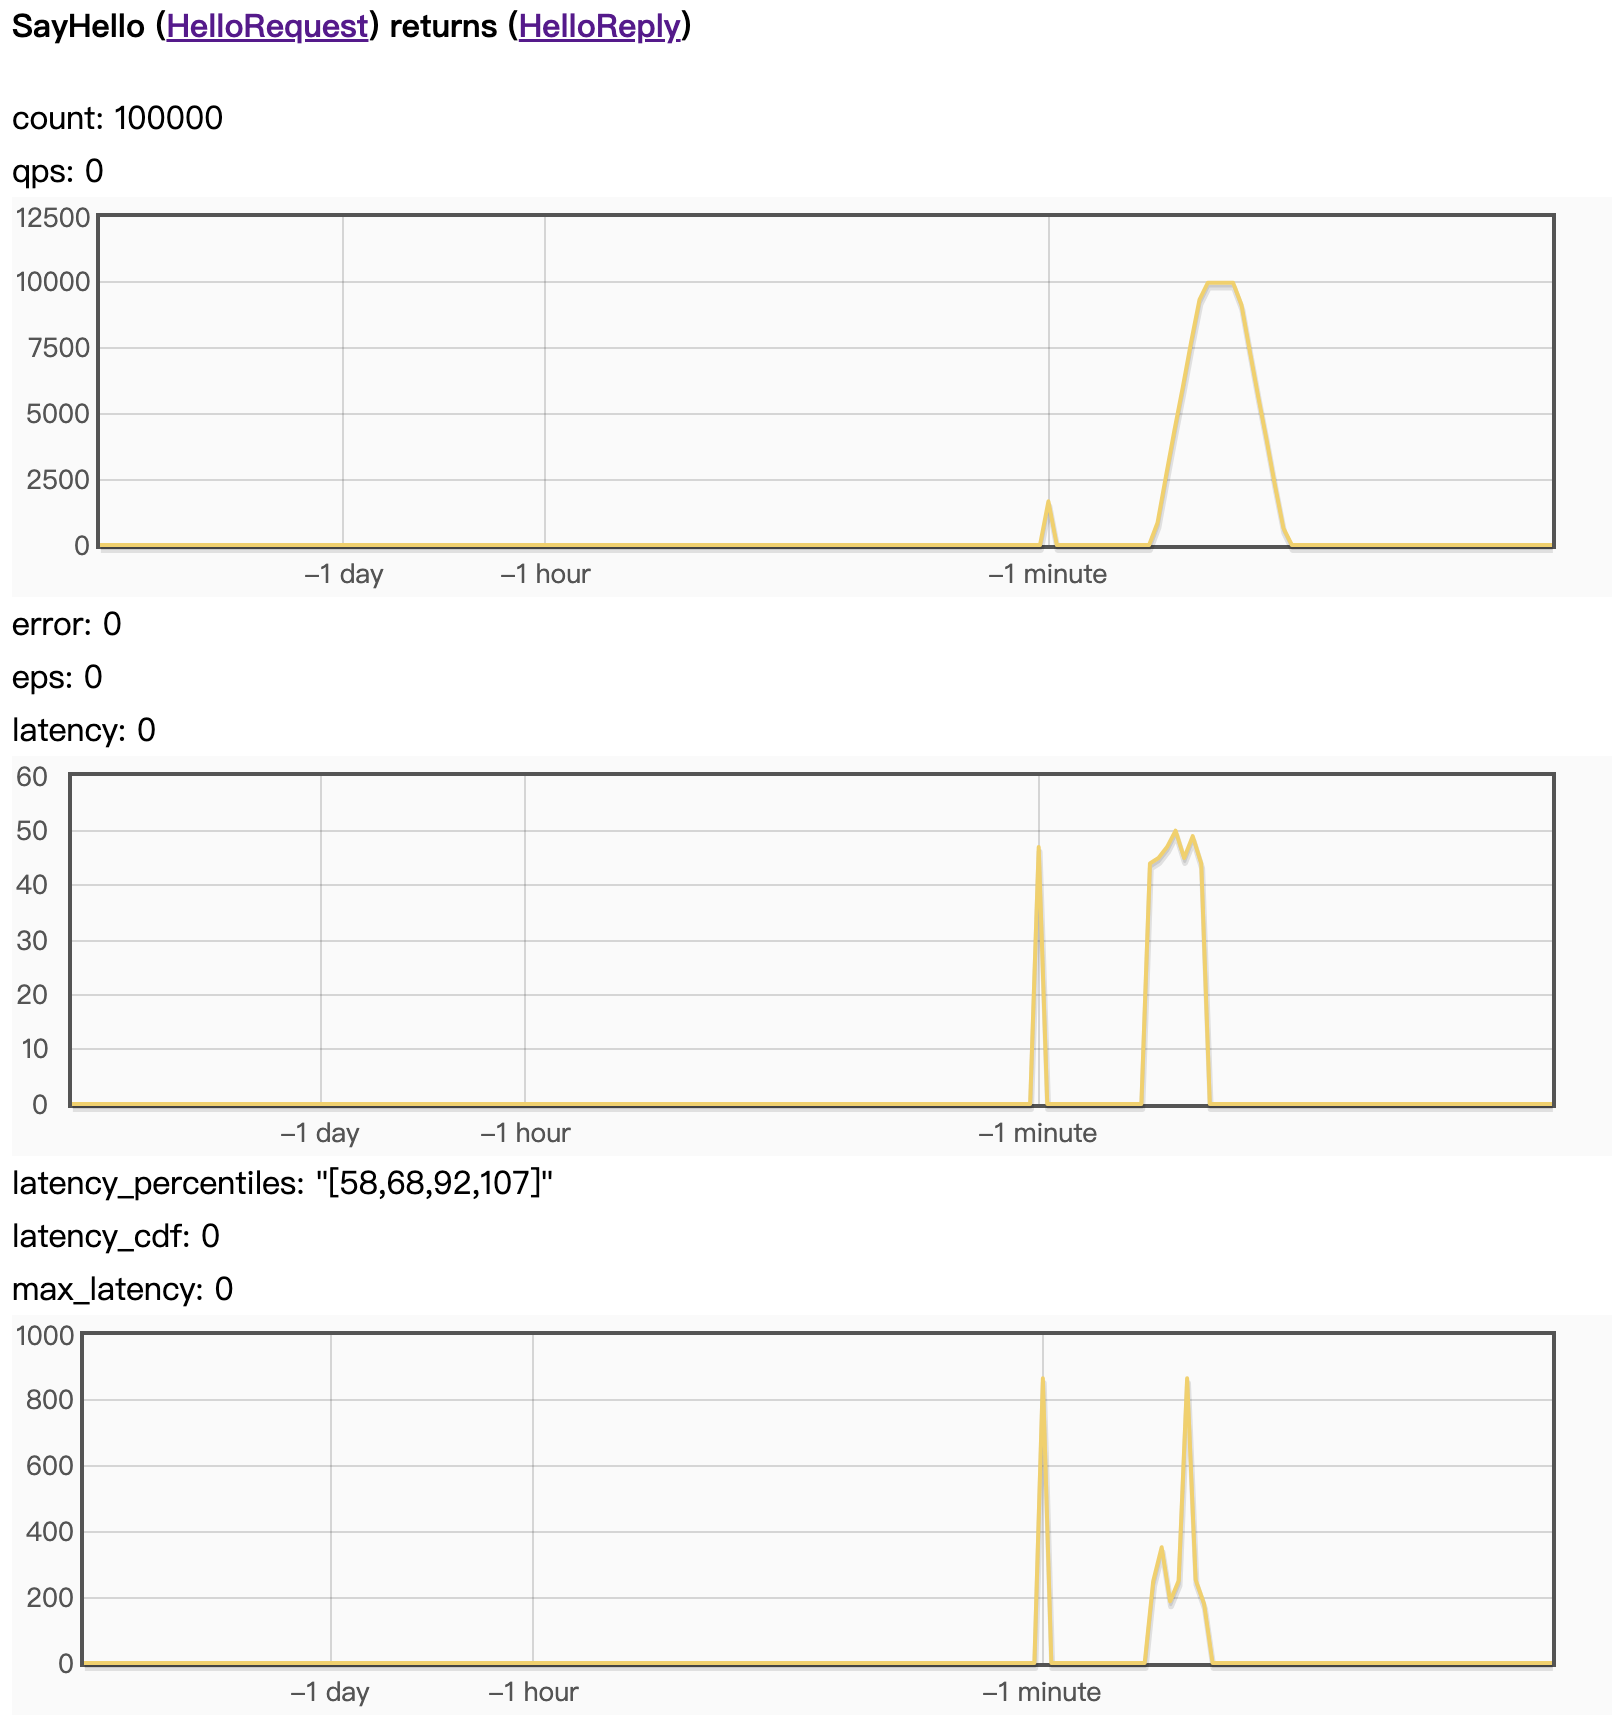 SayHello (HelloRequest) returns (HelloReply)
count: 100000
qps: 0
12500
10000
7500
5000
2500
0
–1 day
–1 hour
–1 minute
error: 0
eps: 0
latency: 0
60
50
40
30
20
10
0
–1 day
–1 hour
–1 minute
latency_percentiles: "[58,68,92,107]"
latency_cdf: 0
max_latency: 0
1000
800
600
400
200
0
–1 day
–1 hour
–1 minute